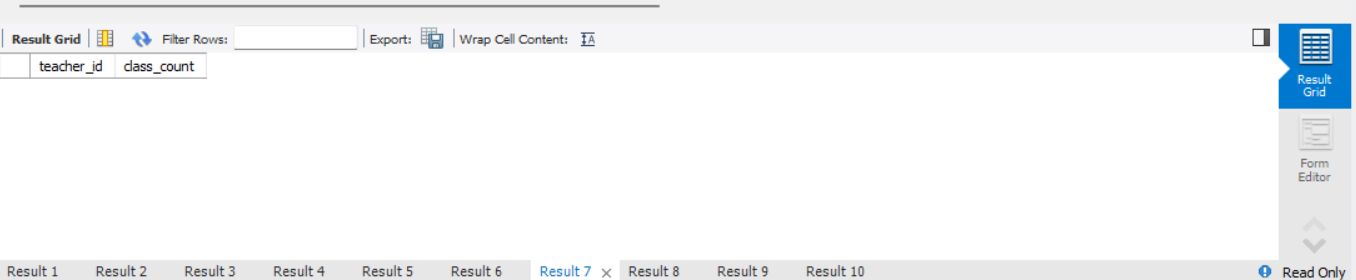 Result Grid Filter Rows: Export: Wrap Cell Content: IA
teacher_id class_count
Result
Grid
Form
Editor
Result 1 Result 2 Result 3 Result 4 Result 5 Result 6 Result 7 × Result 8 Result 9 Result 10 Read Only